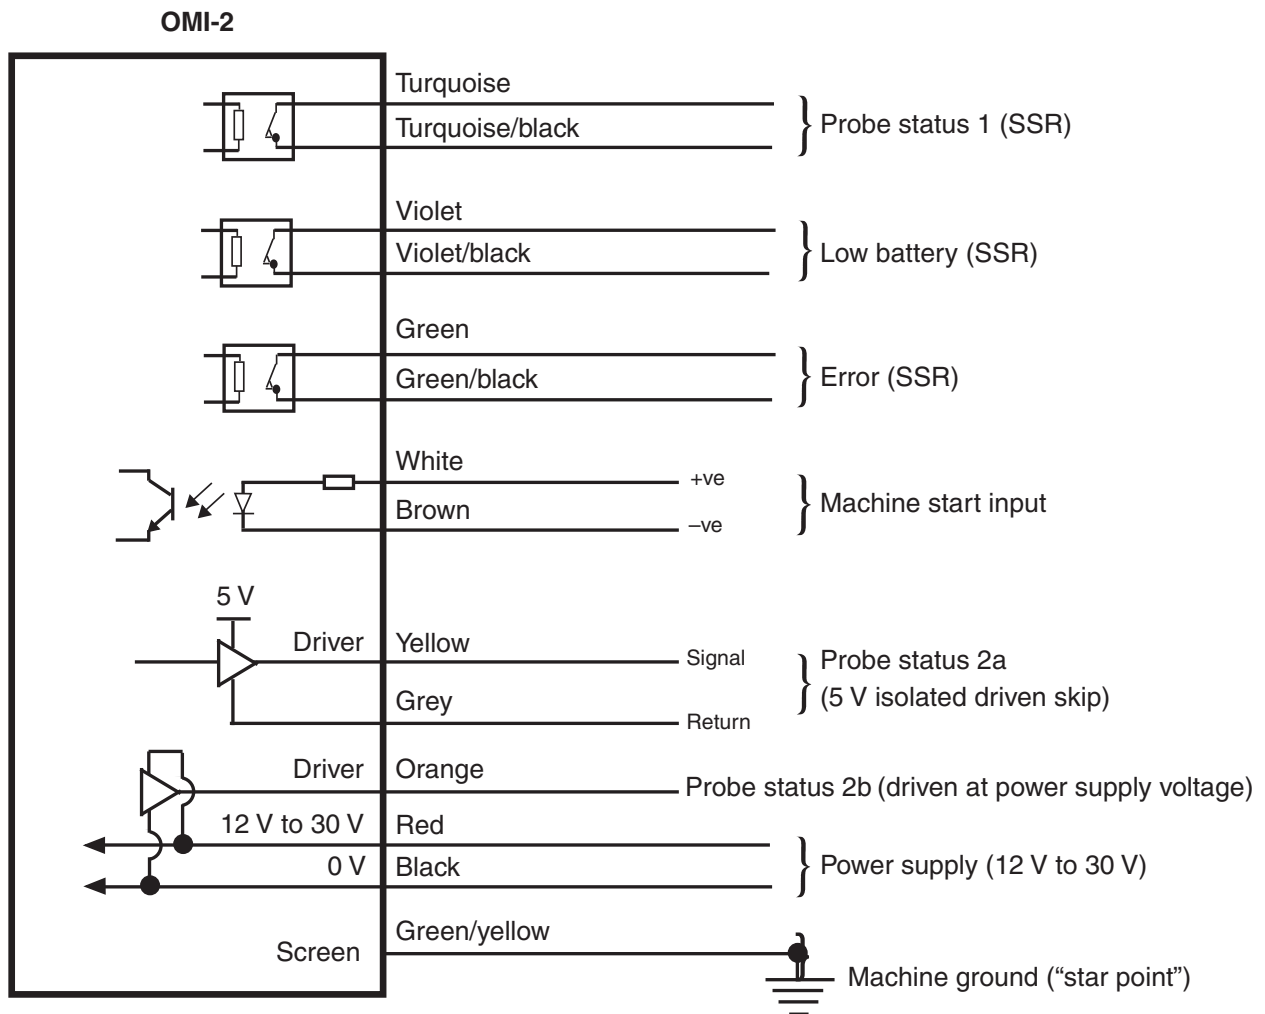 OMI-2
Turquoise
Turquoise/black
Probe status 1 (SSR)
Violet
Violet/black
Low battery (SSR)
Green
Green/black
Error (SSR)
White
+ve
Brown
–ve
Machine start input
5 V
Driver
Yellow
Signal
Grey
Return
Probe status 2a
(5 V isolated driven skip)
Driver
Orange
Probe status 2b (driven at power supply voltage)
12 V to 30 V
Red
0 V
Black
Power supply (12 V to 30 V)
Green/yellow
Screen
Machine ground (“star point”)